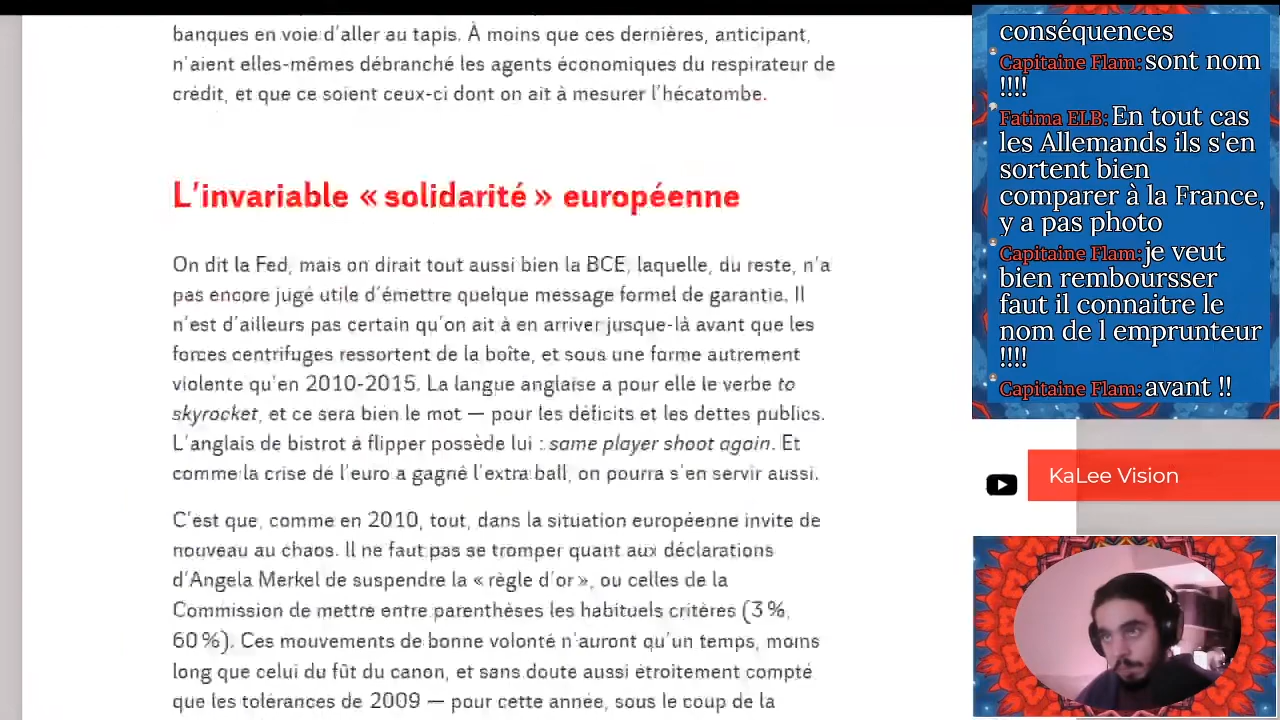 banques en voie d'aller au tapis. À moins que ces dernières, anticipant,
n'aient elles-mêmes débranché les agents économiques du respirateur de
crédit, et que ce soient ceux-ci dont on ait à mesurer l'hécatombe.
L'invariable « solidarité » européenne
On dit la Fed, mais on dirait tout aussi bien la BCE, laquelle, du reste, n'a
pas encore jugé utile d'émettre quelque message formel de garantie. Il
n'est d'ailleurs pas certain qu'on ait à en arriver jusque-là avant que les
forces centrifuges ressortent de la boîte, et sous une forme autrement
violente qu'en 2010-2015. La langue anglaise a pour elle le verbe to
skyrocket, et ce sera bien le mot — pour les déficits et les dettes publics.
L'anglais de bistrot à flipper possède lui : same player shoot again. Et
comme la crise de l'euro a gagné l'extra ball, on pourra s'en servir aussi.
C'est que, comme en 2010, tout, dans la situation européenne invite de
nouveau au chaos. Il ne faut pas se tromper quant aux déclarations
d'Angela Merkel de suspendre la « règle d'or », ou celles de la
Commission de mettre entre parenthèses les habituels critères (3 %,
60 %). Ces mouvements de bonne volonté n'auront qu'un temps, moins
long que celui du fût du canon, et sans doute aussi étroitement compté
que les tolérances de 2009 — pour cette année, sous le coup de la
conséquences
Capitaine Flam: sont nom
!!!!
Fatima ELB: En tout cas
les Allemands ils s'en
sortent bien
comparer à la France,
y a pas photo
Capitaine Flam: je veut
bien remboursser
faut il connaitre le
nom de l emprunteur
!!!!
Capitaine Flam: avant !!
KaLee Vision